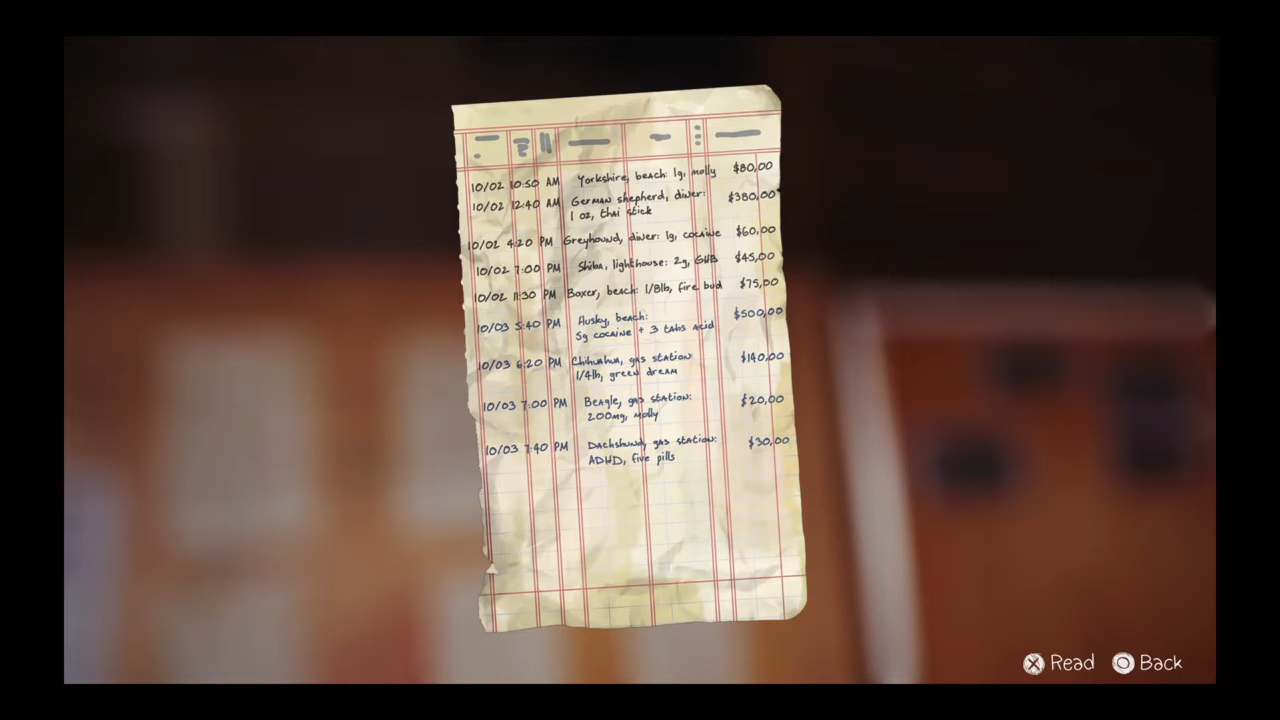 10/02 10:50 AM Yorkshire, beach: 1g, molly $80,00
10/02 12:40 AM German shepherd, diner: $380,00
1 oz, thai stick
10/02 4:20 PM Greyhound, diner: 1g, cocaine $60,00
10/02 7:00 PM Shiba, lighthouse: 2g, GHB $45,00
10/02 11:30 PM Boxer, beach: 1/8lb, fire bud $75,00
10/03 5:40 PM Husky, beach: $500,00
5g cocaine + 3 tabs acid
10/03 6:20 PM Chihuahua, gas station: $140,00
1/4lb, green dream
10/03 7:00 PM Beagle, gas station: $20,00
200mg, molly
10/03 7:40 PM Dachshund, gas station: $30,00
ADHD, five pills
Read Back